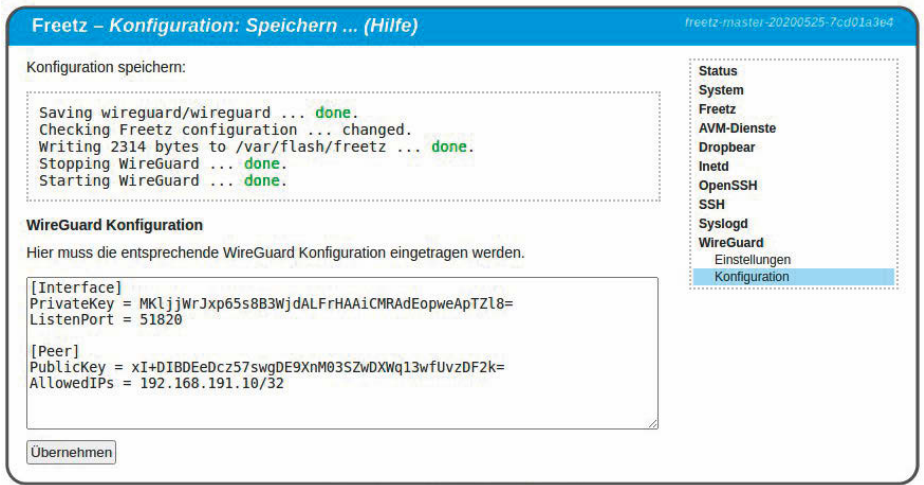 Freetz – Konfiguration: Speichern ... (Hilfe)
freetz-master-20200525-7cd01a3e4
Konfiguration speichern:
Saving wireguard/wireguard ... done.
Checking Freetz configuration ... changed.
Writing 2314 bytes to /var/flash/freetz ... done.
Stopping WireGuard ... done.
Starting WireGuard ... done.
WireGuard Konfiguration
Hier muss die entsprechende WireGuard Konfiguration eingetragen werden.
[Interface]
PrivateKey = MKljjWrJxp65s8B3WjdALFrHAAiCMRAdEopweApTZl8=
ListenPort = 51820
[Peer]
PublicKey = xI+DIBDEeDcz57swgDE9XnM03SZwDXWq13wfUvzDF2k=
AllowedIPs = 192.168.191.10/32
Übernehmen
Status
System
Freetz
AVM-Dienste
Dropbear
Inetd
OpenSSH
SSH
Syslogd
WireGuard
Einstellungen
Konfiguration